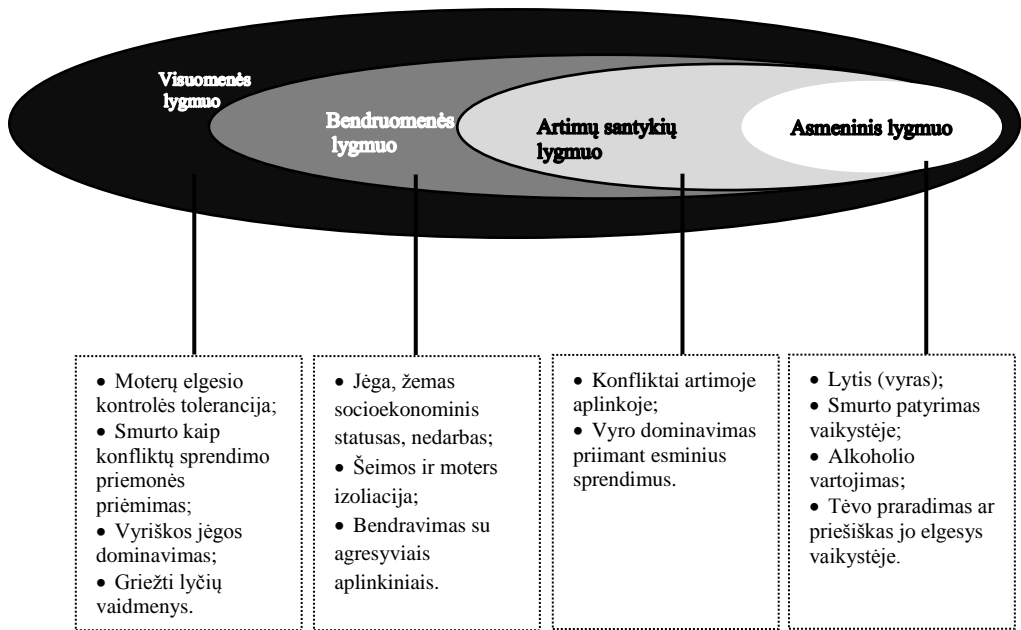 Visuomenės
lygmuo
Bendruomenės
lygmuo
Artimų santykių
lygmuo
Asmeninis lygmuo
• Moterų elgesio
kontrolės tolerancija;
• Smurto kaip
konfliktų sprendimo
priemonės
priėmimas;
• Vyriškos jėgos
dominavimas;
• Griežti lyčių
vaidmenys.
• Jėga, žemas
socioekonominis
statusas, nedarbas;
• Šeimos ir moters
izoliacija;
• Bendravimas su
agresyviais
aplinkiniais.
• Konfliktai artimoje
aplinkoje;
• Vyro dominavimas
priimant esminius
sprendimus.
• Lytis (vyras);
• Smurto patyrimas
vaikystėje;
• Alkoholio
vartojimas;
• Tėvo praradimas ar
priešiškas jo elgesys
vaikystėje.